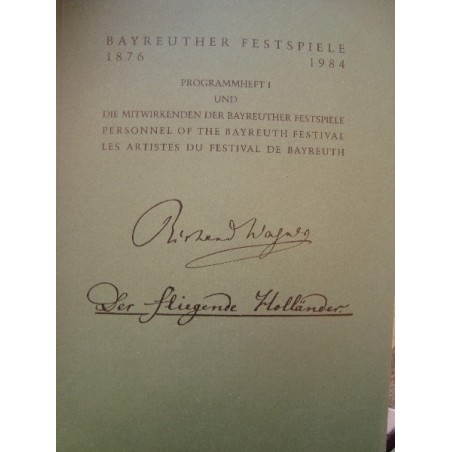 BAYREUTHER FESTSPIELE
1876 1984
PROGRAMMHEFT I
UND
DIE MITWIRKENDEN DER BAYREUTHER FESTSPIELE
PERSONNEL OF THE BAYREUTH FESTIVAL
LES ARTISTES DU FESTIVAL DE BAYREUTH
Richard Wagner
Der fliegende Holländer.